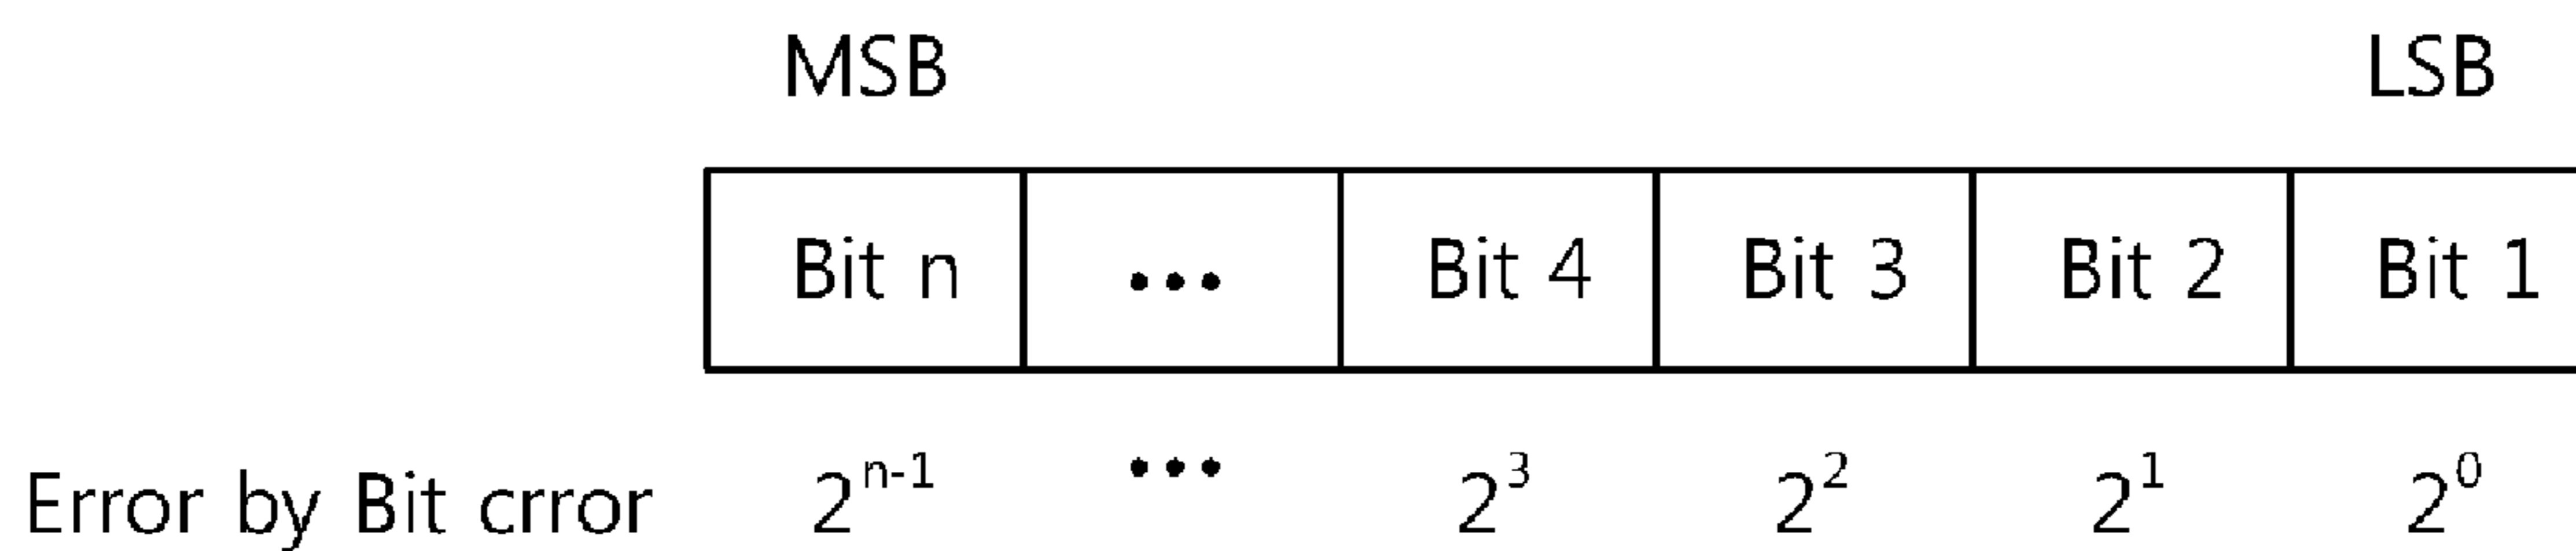 MSB LSB
Bit n ••• Bit 4 Bit 3 Bit 2 Bit 1
Error by Bit crror 2^{n-1} ••• 2^3 2^2 2^1 2^0